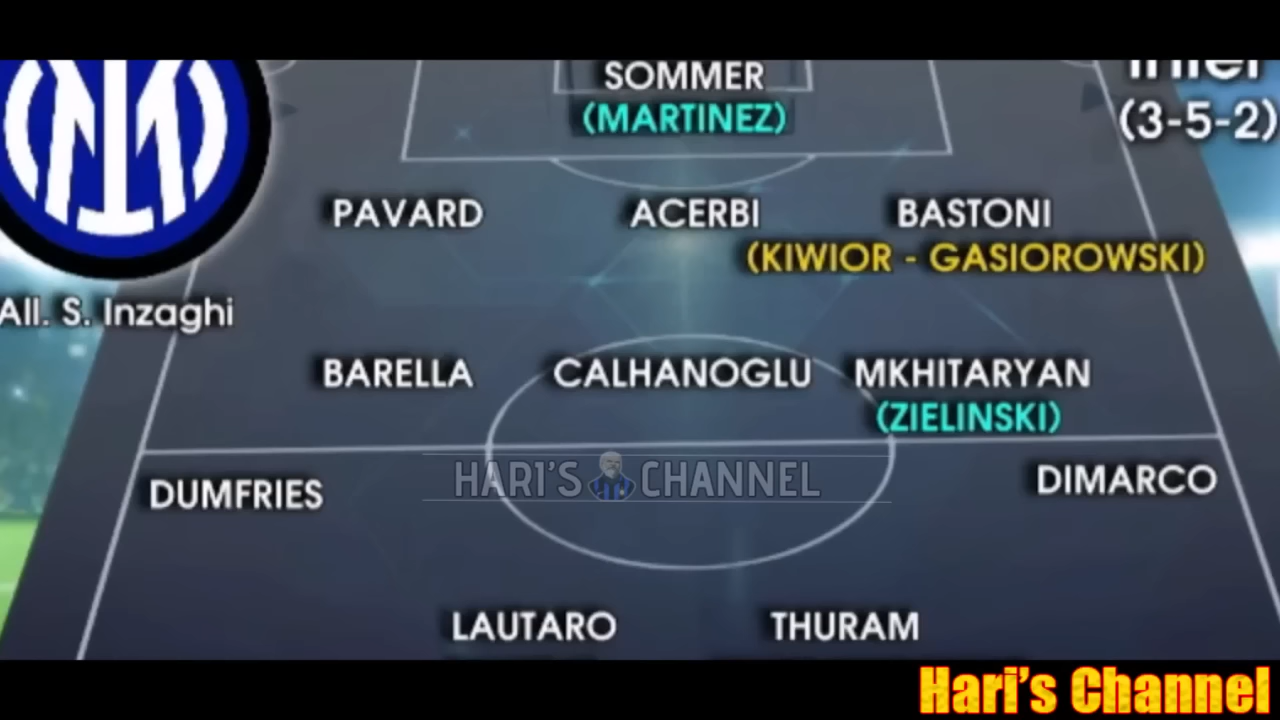 SOMMER
(MARTINEZ)
Inter
(3-5-2)
PAVARD ACERBI BASTONI
(KIWIOR - GASIOROWSKI)
All. S. Inzaghi
BARELLA CALHANOGLU MKHITARYAN
(ZIELINSKI)
HARI'S CHANNEL
DUMFRIES DIMARCO
LAUTARO THURAM
Hari's Channel